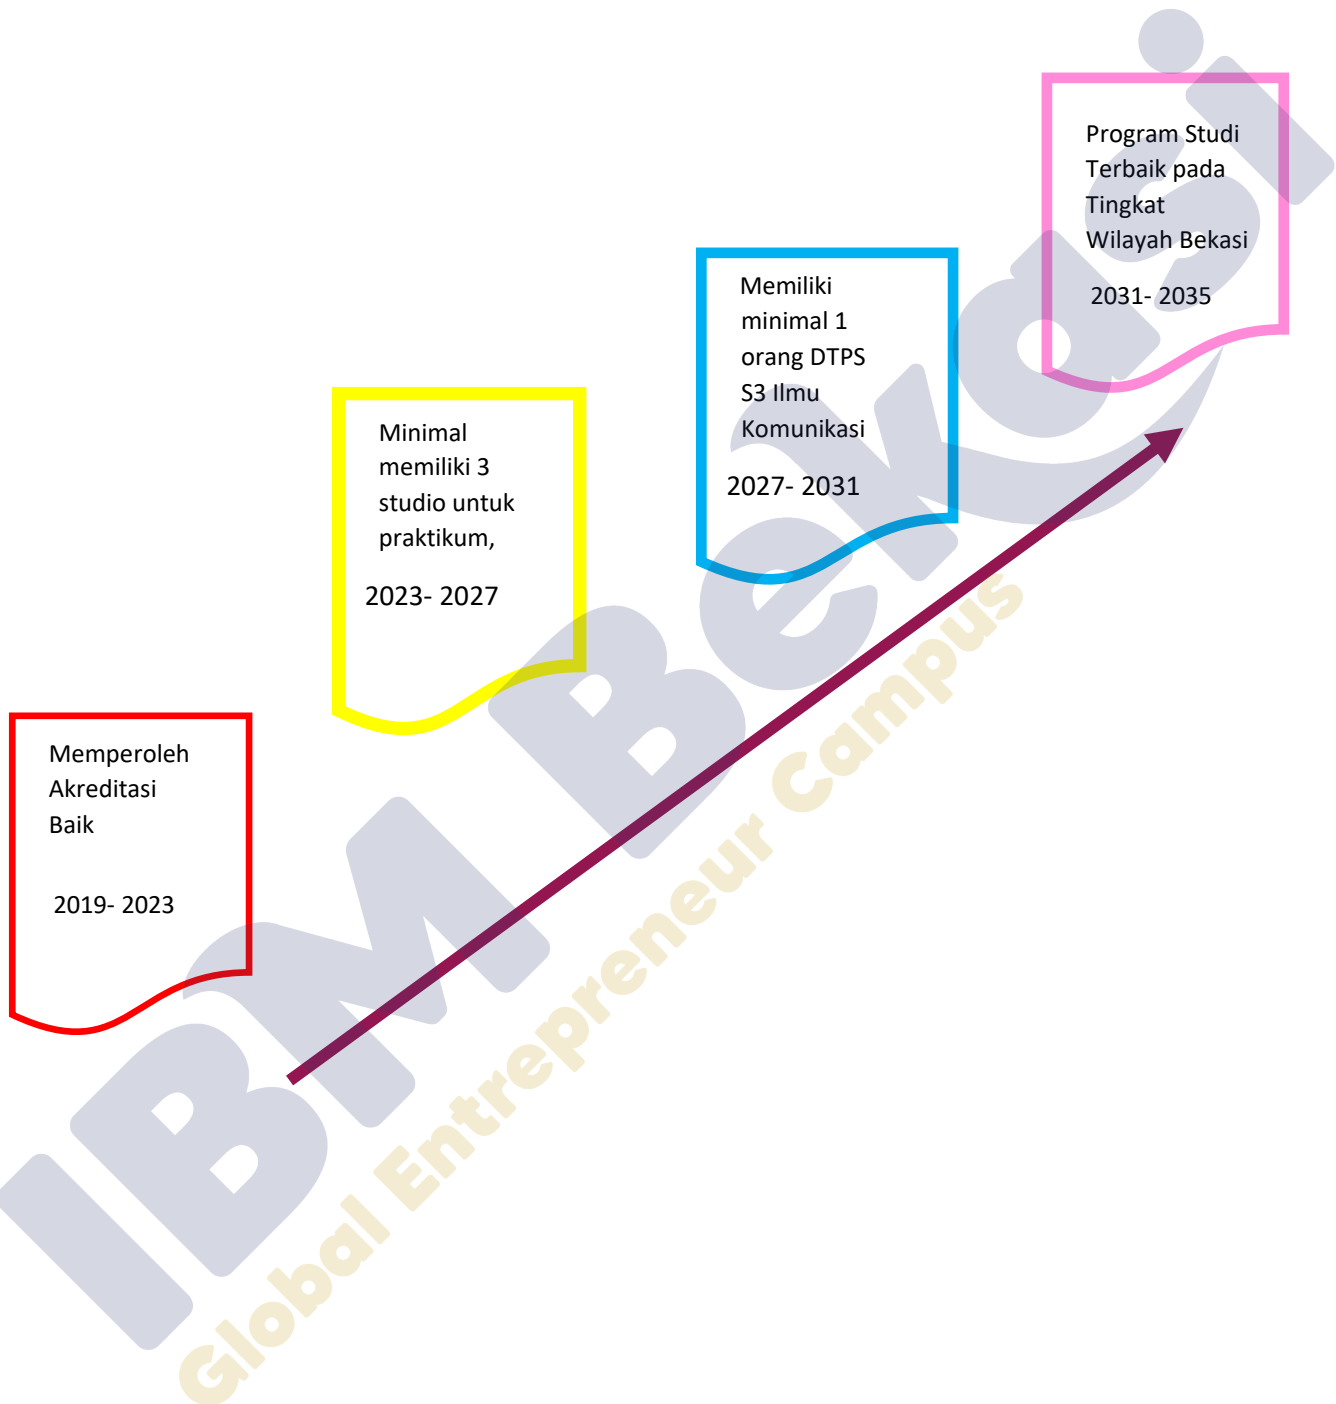 Program Studi
Terbaik pada
Tingkat
Wilayah Bekasi
2031- 2035
Memiliki
minimal 1
orang DTPS
S3 Ilmu
Komunikasi
2027- 2031
Minimal
memiliki 3
studio untuk
praktikum,
2023- 2027
Memperoleh
Akreditasi
Baik
2019- 2023
IBM Bekasi
Global Entrepreneur Campus